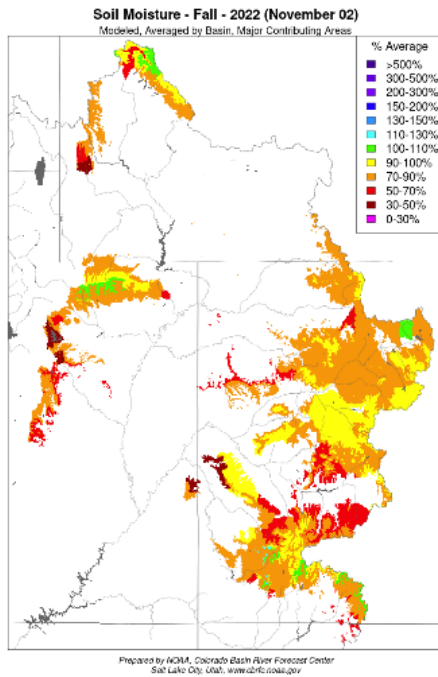 Soil Moisture - Fall - 2022 (November 02)
Modeled, Averaged by Basin, Major Contributing Areas
% Average
>500%
300-500%
200-300%
150-200%
130-150%
110-130%
100-110%
90-100%
70-90%
50-70%
30-50%
0-30%
Prepared by NOAA, Colorado Basin River Forecast Center
Salt Lake City, Utah, www.cbrfc.noaa.gov